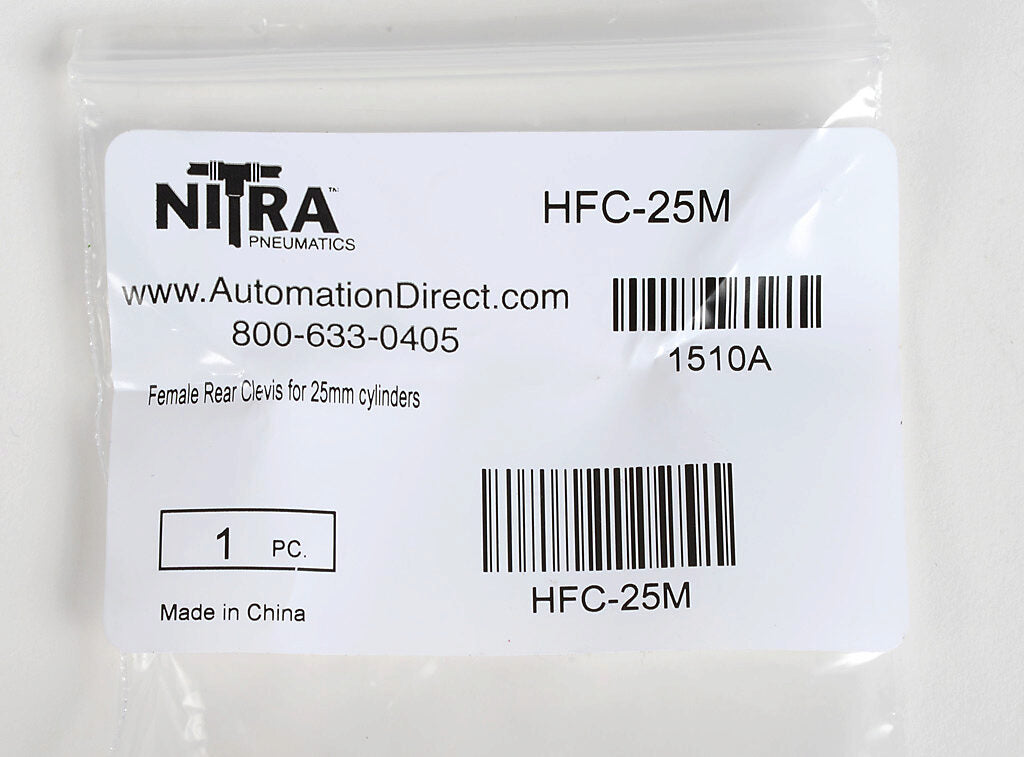 NITRA™
PNEUMATICS
HFC-25M
www.AutomationDirect.com
800-633-0405
1510A
Female Rear Clevis for 25mm cylinders
1 PC.
HFC-25M
Made in China